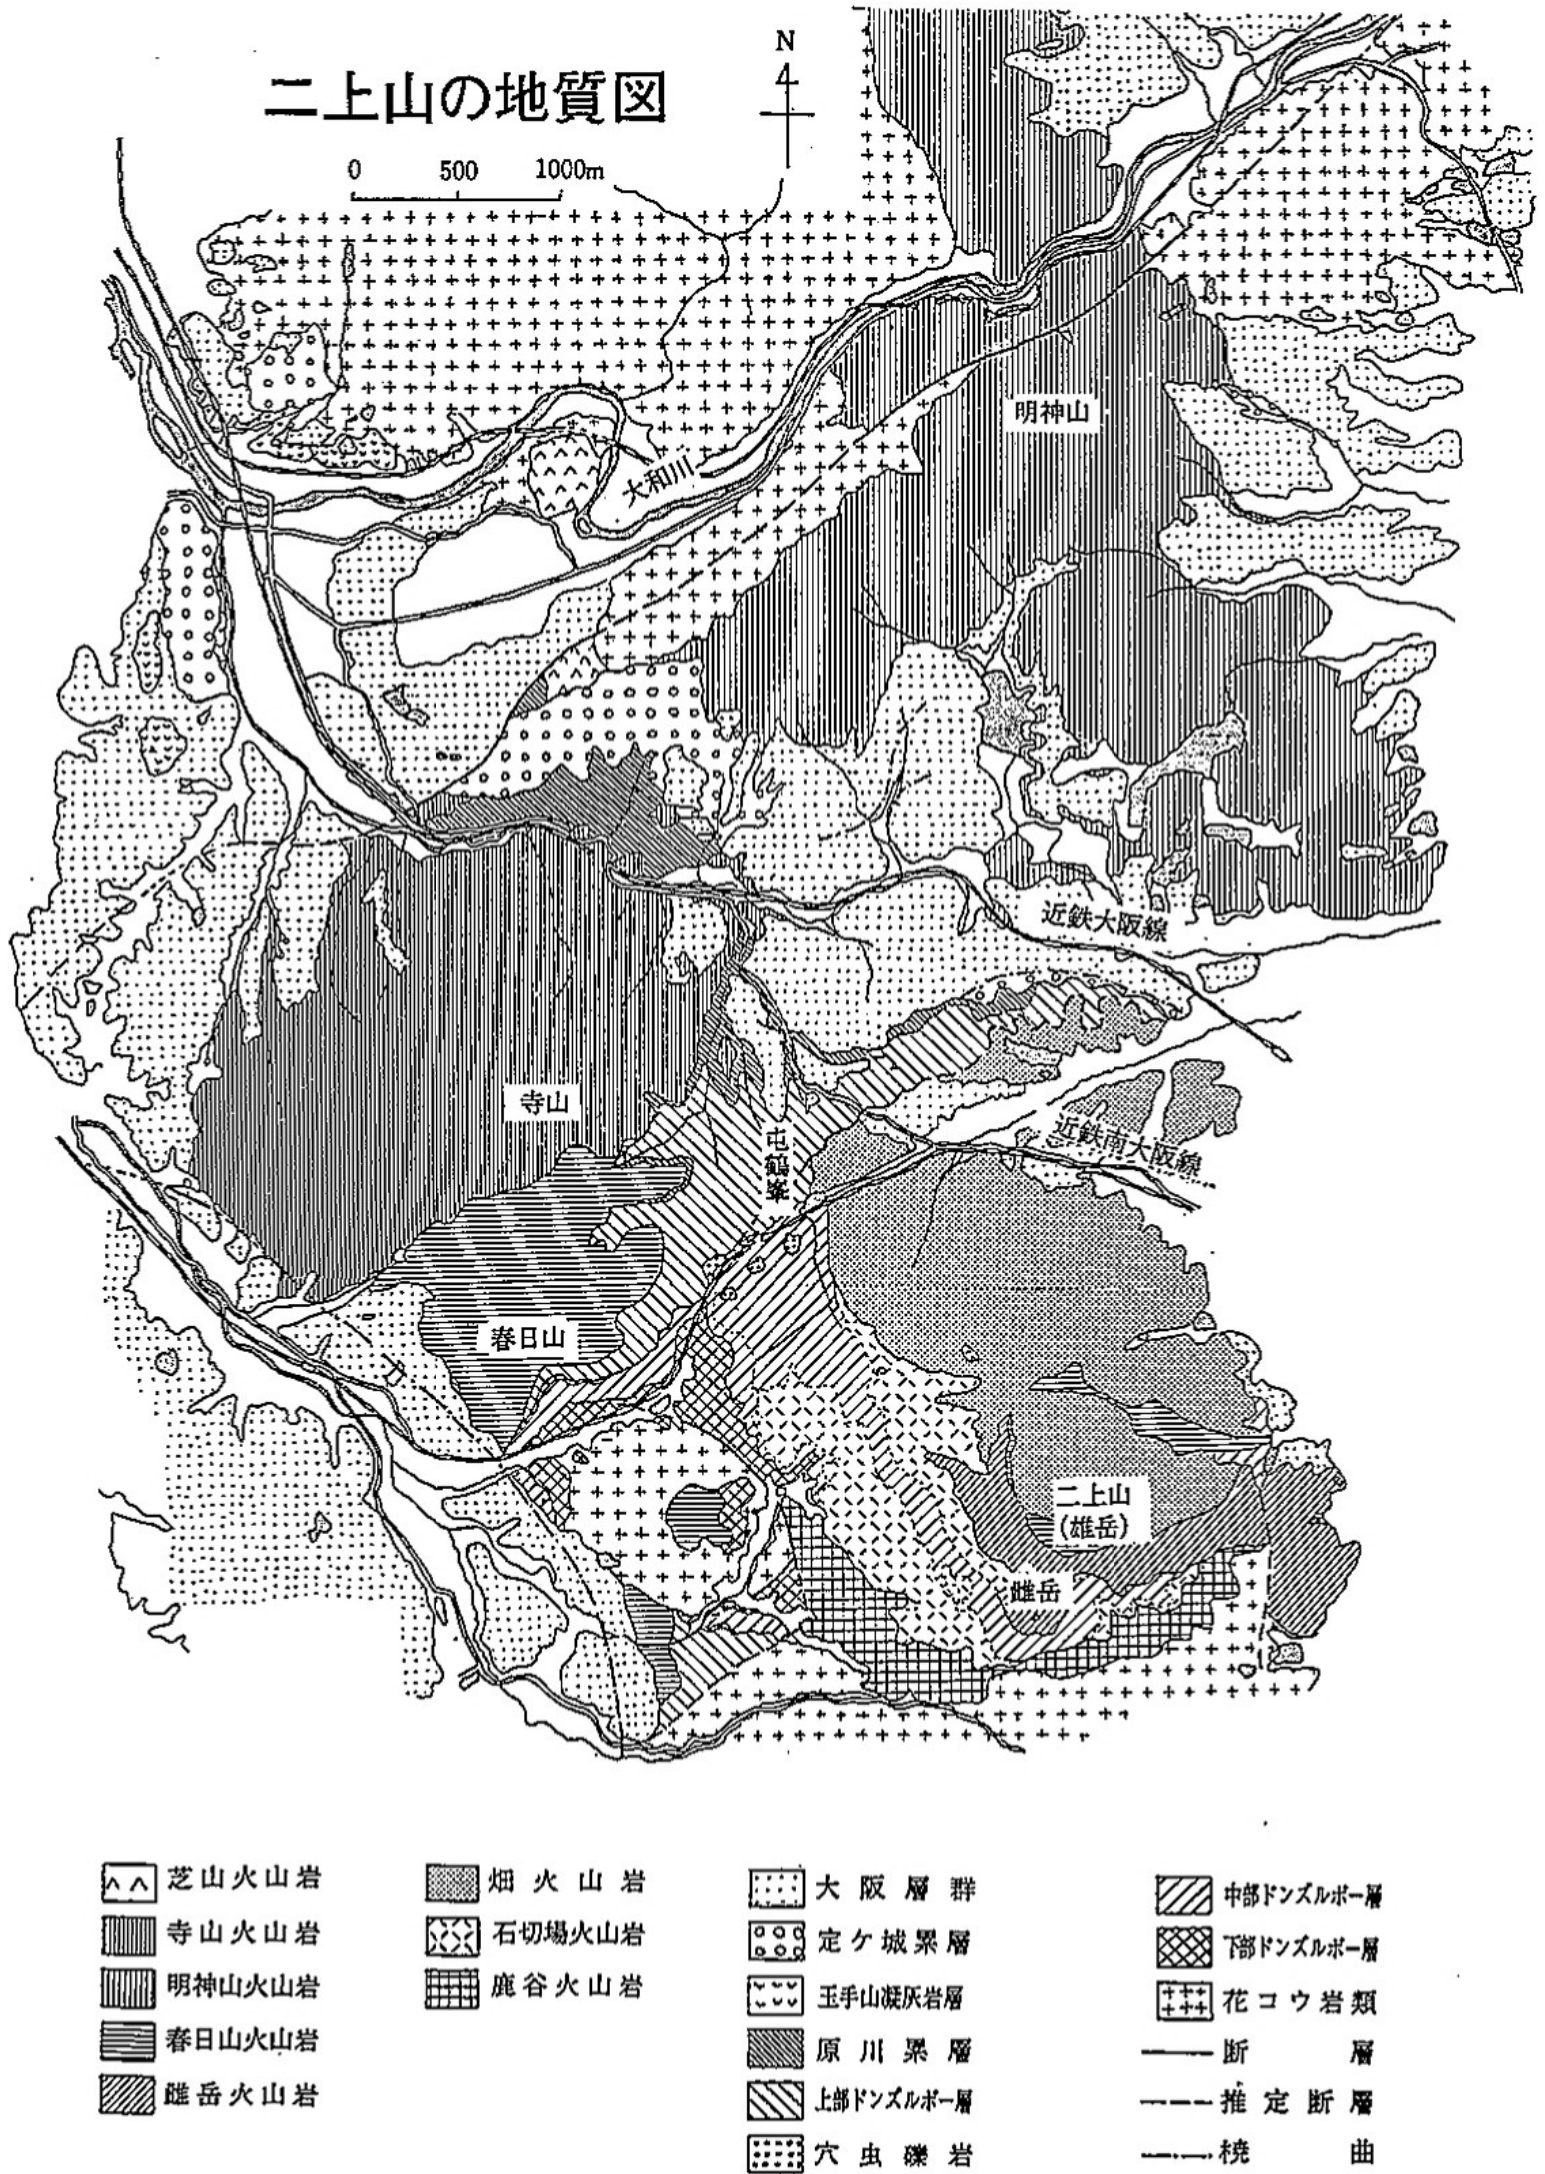 二上山の地質図
N
0 500 1000m
明神山
大和川
近鉄大阪線
寺山
屯鶴峯
近鉄南大阪線
春日山
二上山
(雄岳)
雌岳
芝山火山岩
寺山火山岩
明神山火山岩
春日山火山岩
雌岳火山岩
畑火山岩
石切場火山岩
鹿谷火山岩
大阪層群
定ケ城累層
玉手山凝灰岩層
原川累層
上部ドンズルボー層
穴虫礫岩
中部ドンズルボー層
下部ドンズルボー層
花コウ岩類
断層
推定断層
橈曲